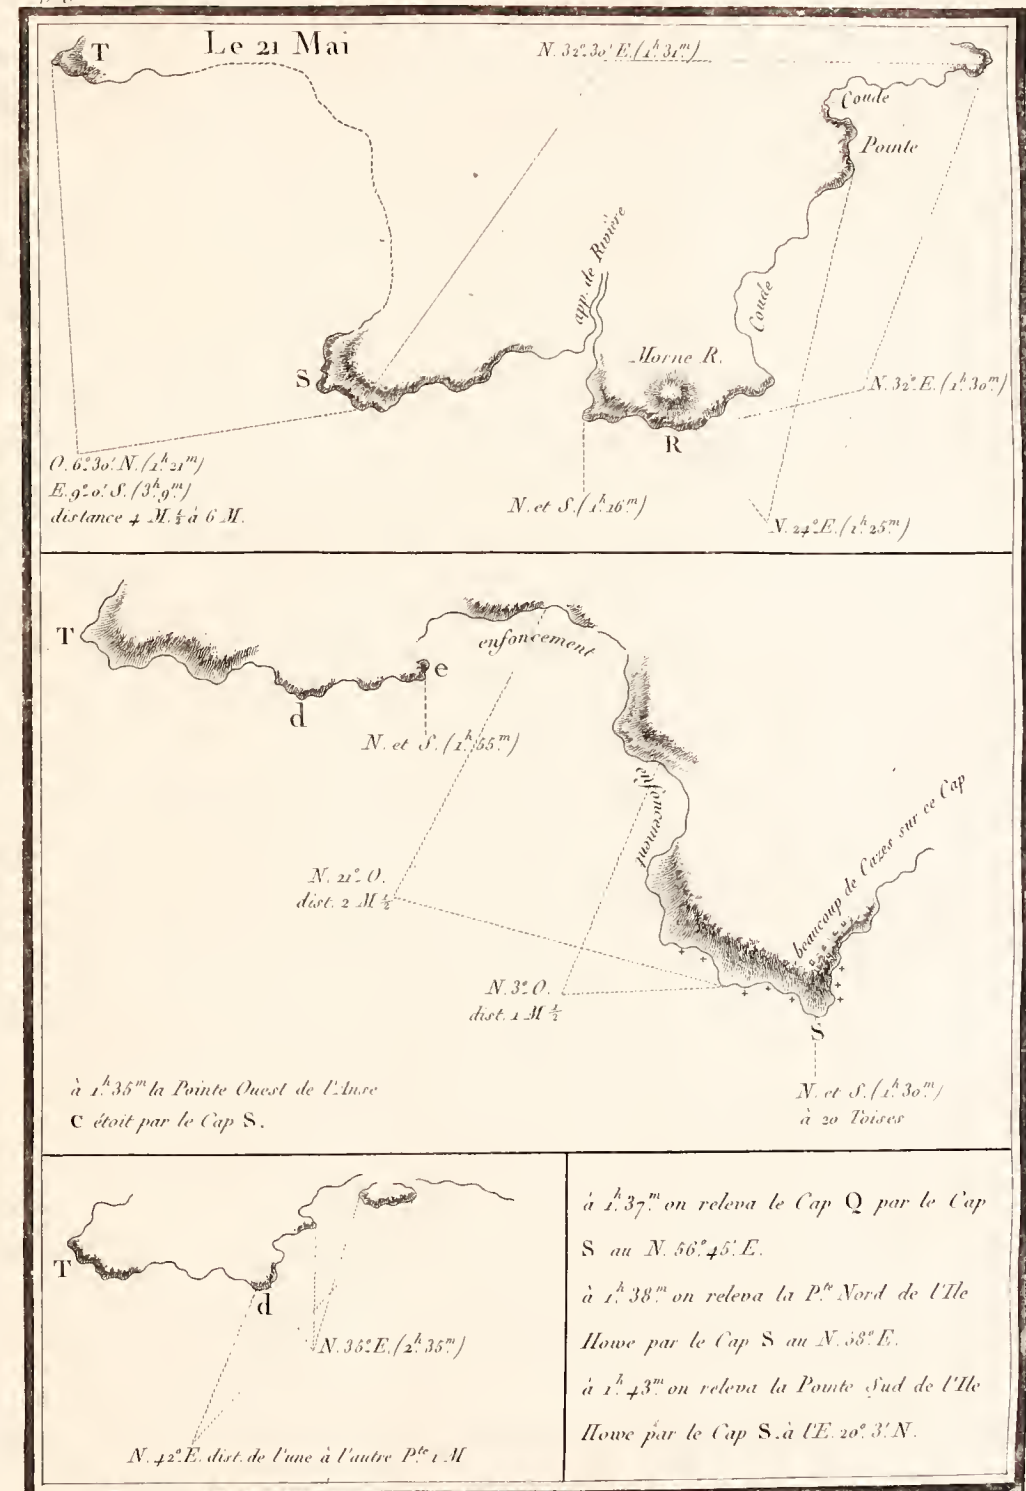 Le 21 Mai
T
N. 32°. 30' E. (1ʰ. 31ᵐ)
Coude
Pointe
app. de Rivière
Coude
Morne R.
S
N. 32°. E. (1ʰ. 30ᵐ)
R
O. 6°. 30'. N. (1ʰ. 21ᵐ)
E. 9°. 0'. S. (3ʰ. 9ᵐ)
distance 4 M. ½ à 6 M.
N. et S. (1ʰ. 16ᵐ)
N. 24°. E. (1ʰ. 25ᵐ)
T
enfoncement
e
d
N. et S. (1ʰ. 55ᵐ)
enfoncement
beaucoup de Cazes sur ce Cap
N. 21°. O.
dist. 2 M ½
N. 3°. O.
dist. 1 M ½
S
à 1ʰ. 35ᵐ la Pointe Ouest de l'Anse
C étoit par le Cap S.
N. et S. (1ʰ. 30ᵐ)
à 20 Toises
T
d
N. 35°. E. (2ʰ. 35ᵐ)
N. 42°. E. dist. de l'une à l'autre Pᵗᵉ 1 M
à 1ʰ. 37ᵐ. on releva le Cap Q par le Cap
S au N. 56°. 45'. E.
à 1ʰ. 38ᵐ on releva la Pᵗᵉ Nord de l'Ile
Howe par le Cap S au N. 58°. E.
à 1ʰ. 43ᵐ on releva la Pointe Sud de l'Ile
Howe par le Cap S. à l'E. 20°. 3'. N.